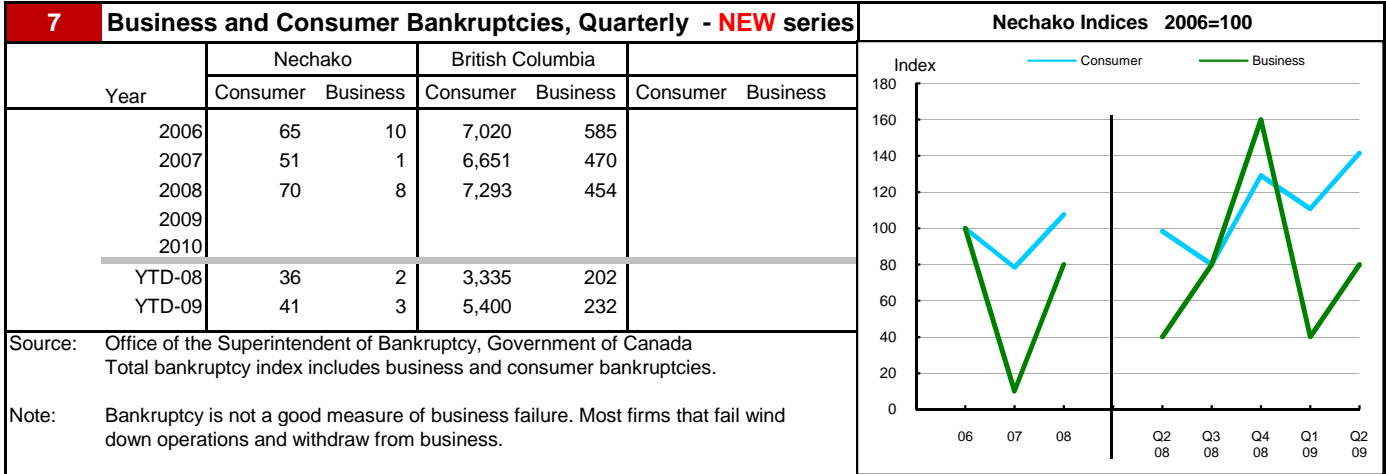 7 Business and Consumer Bankruptcies, Quarterly - NEW series
Nechako British Columbia
Year Consumer Business Consumer Business Consumer Business
2006 65 10 7,020 585
2007 51 1 6,651 470
2008 70 8 7,293 454
2009
2010
YTD-08 36 2 3,335 202
YTD-09 41 3 5,400 232
Source: Office of the Superintendent of Bankruptcy, Government of Canada
Total bankruptcy index includes business and consumer bankruptcies.
Note: Bankruptcy is not a good measure of business failure. Most firms that fail wind
down operations and withdraw from business.
Nechako Indices 2006=100
Index Consumer Business
180
160
140
120
100
80
60
40
20
0
06 07 08 Q2 Q3 Q4 Q1 Q2
08 08 08 09 09